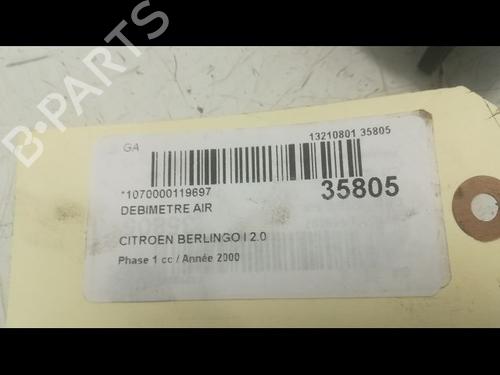 B-PARTS
GA
13210801 35805
*1070000119697
35805
DEBIMETRE AIR
CITROEN BERLINGO I 2.0
Phase 1 cc / Année 2000